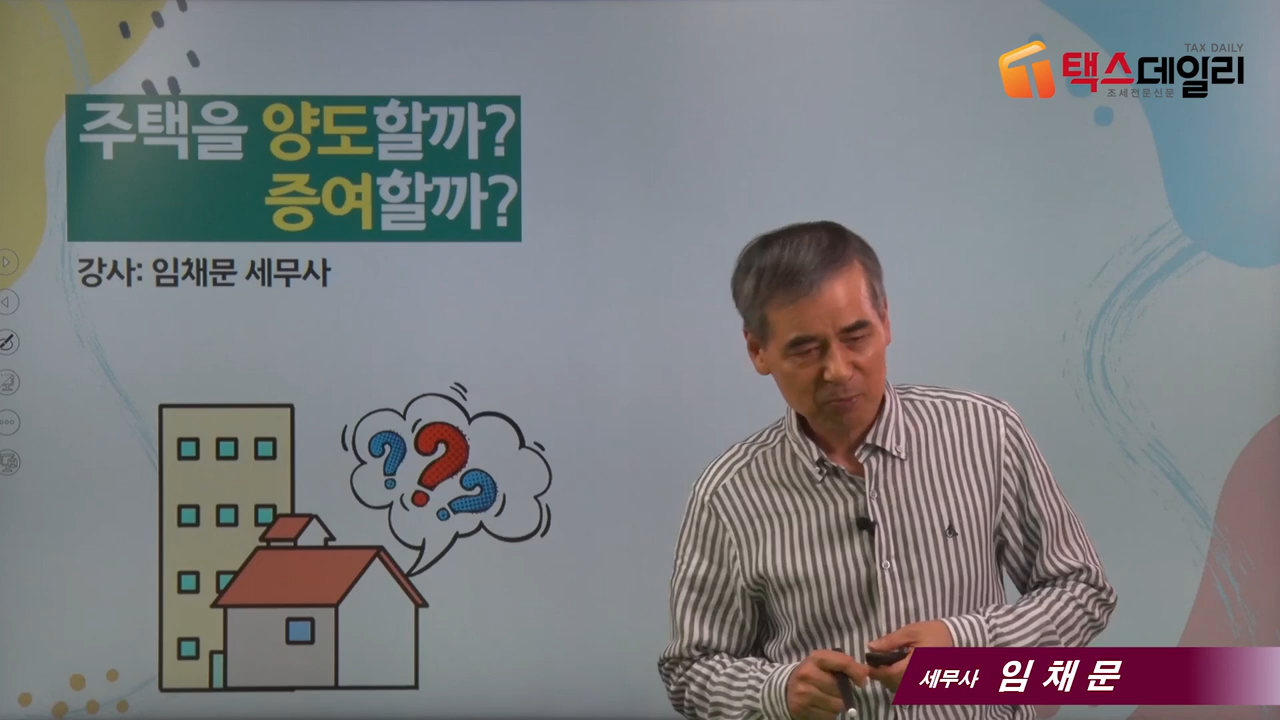 TAX DAILY
택스데일리
조세전문신문
주택을 양도할까?
증여할까?
강사: 임채문 세무사
? ? ?
세무사 임채문